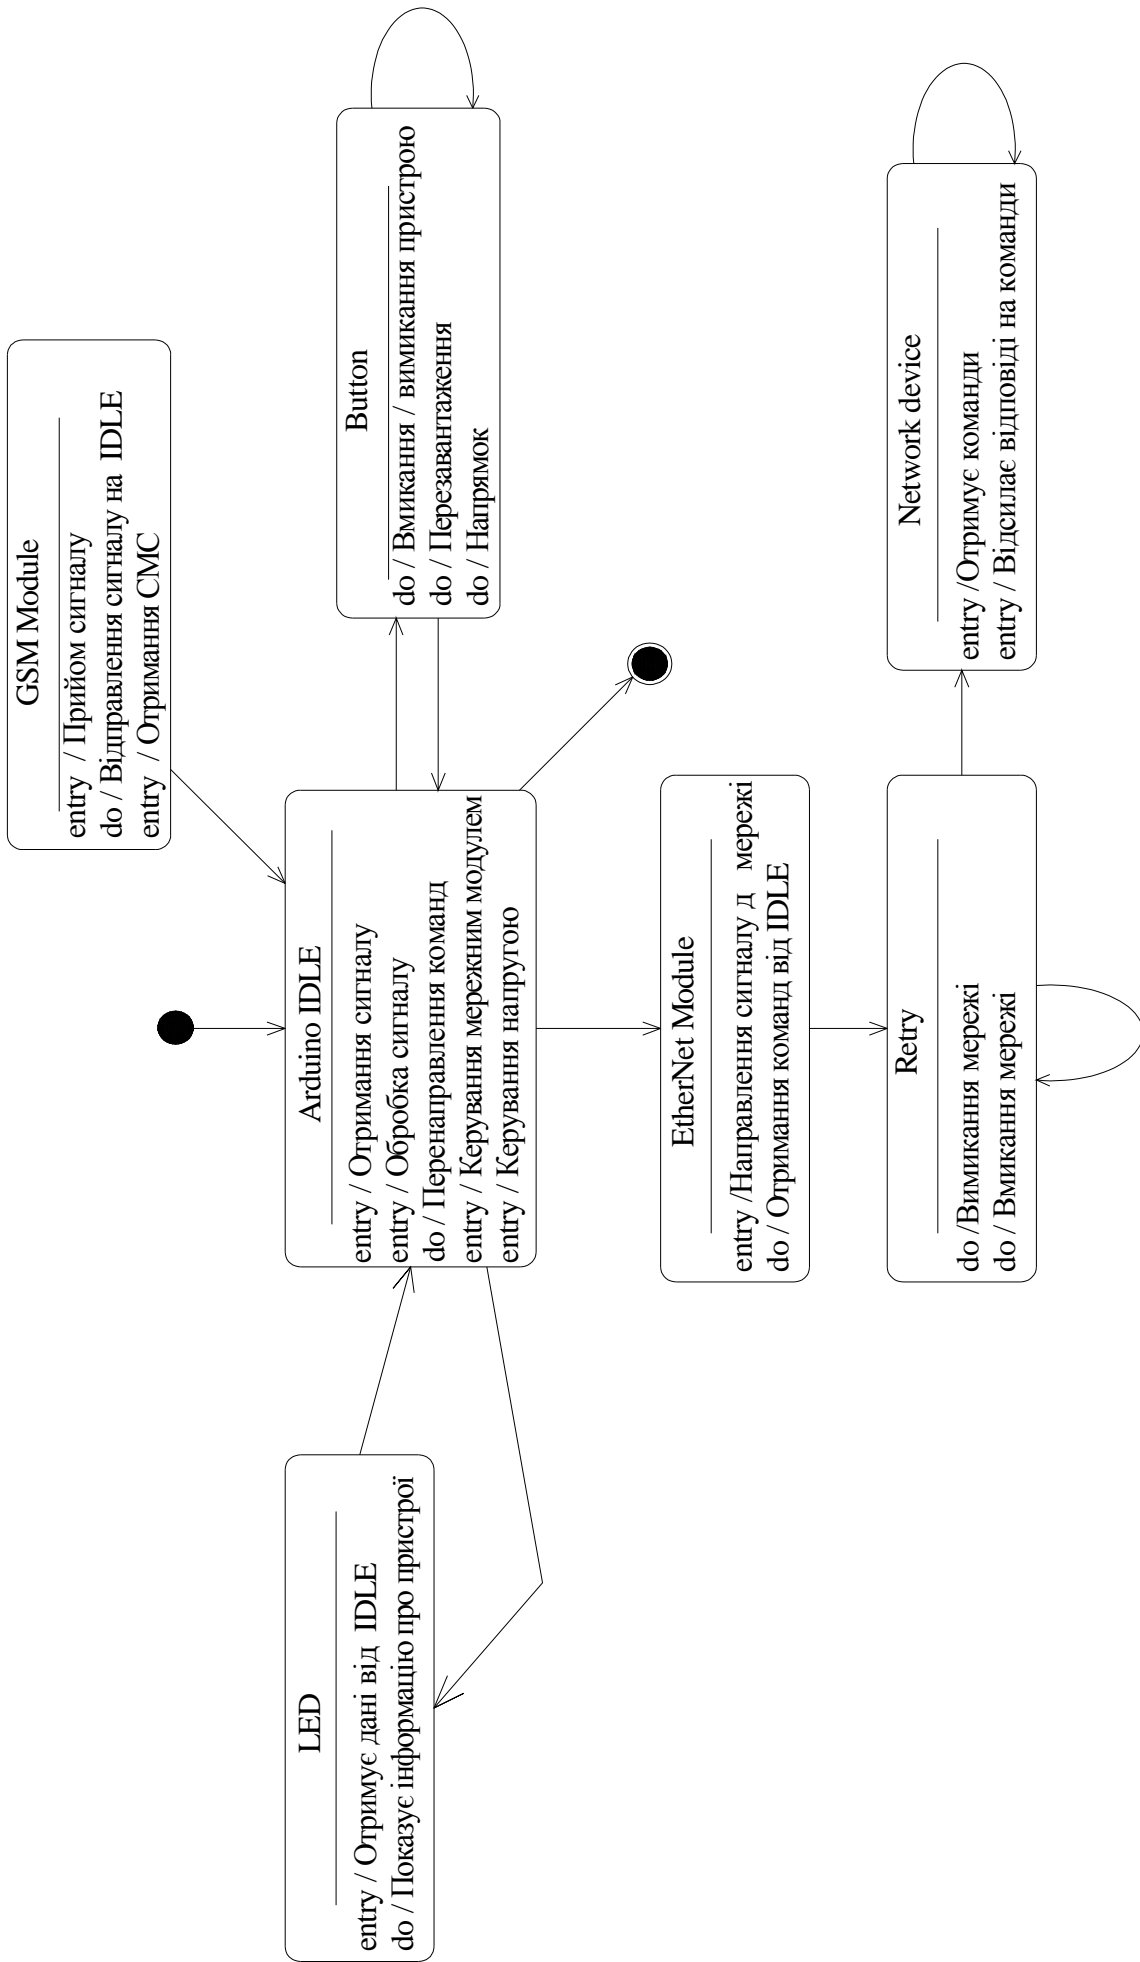 GSM Module
entry / Прийом сигналу
do / Відправлення сигналу на IDLE
entry / Отримання СМС
LED
entry / Отримує дані від IDLE
do / Показує інформацію про пристрої
Arduino IDLE
entry / Отримання сигналу
entry / Обробка сигналу
do / Перенаправлення команд
entry / Керування мережним модулем
entry / Керування напругою
Button
do / Вмикання / вимикання пристрою
do / Перезавантаження
do / Напрямок
EtherNet Module
entry /Направлення сигналу д мережі
do / Отримання команд від IDLE
Retry
do /Вимикання мережі
do / Вмикання мережі
Network device
entry /Отримує команди
entry / Відсилає відповіді на команди